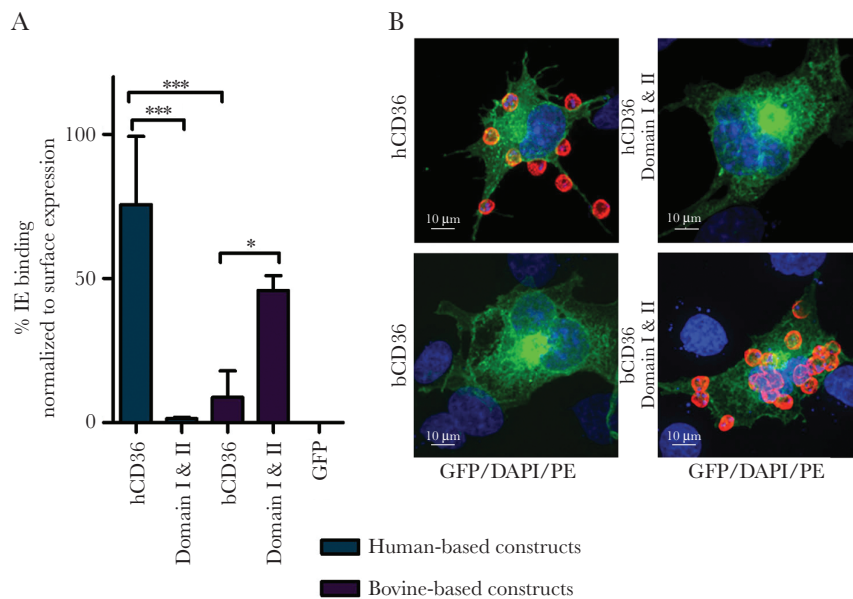 A
B
% IE binding
normalized to surface expression
100
50
0
***
***
*
hCD36
Domain I & II
bCD36
Domain I & II
GFP
hCD36
10 µm
hCD36
Domain I & II
10 µm
bCD36
10 µm
bCD36
Domain I & II
10 µm
GFP/DAPI/PE
GFP/DAPI/PE
Human-based constructs
Bovine-based constructs